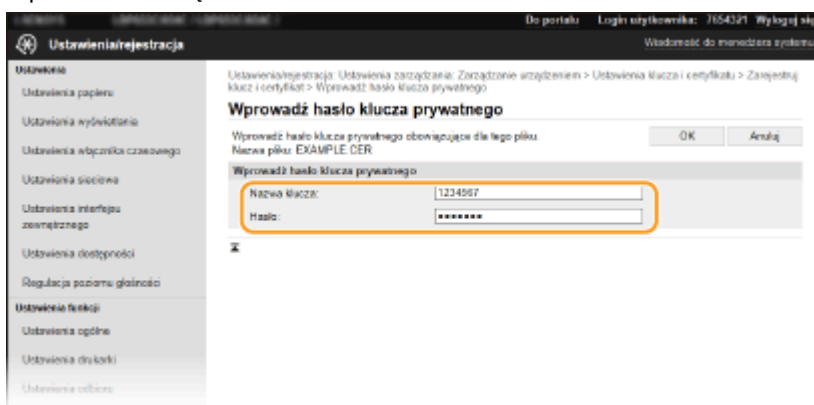 Do portalu Login użytkownika: 7654321 Wyloguj się
Ustawienia/rejestracja
Wiadomość do menedżera systemu
Ustawienia
Ustawienia papieru
Ustawienia wyświetlania
Ustawienia włącznika czasowego
Ustawienia sieciowe
Ustawienia interfejsu
zewnętrznego
Ustawienia dostępności
Regulacja poziomu głośności
Ustawienia funkcji
Ustawienia ogólne
Ustawienia drukarki
Ustawienia odbioru
Ustawienia/rejestracja: Ustawienia zarządzania: Zarządzanie urządzeniem > Ustawienia klucza i certyfikatu > Zarejestruj
klucz i certyfikat > Wprowadź hasło klucza prywatnego
Wprowadź hasło klucza prywatnego
Wprowadź hasło klucza prywatnego obowiązujące dla tego pliku.
Nazwa pliku: EXAMPLE.CER
OK Anuluj
Wprowadź hasło klucza prywatnego
Nazwa klucza: 1234567
Hasło: •••••••